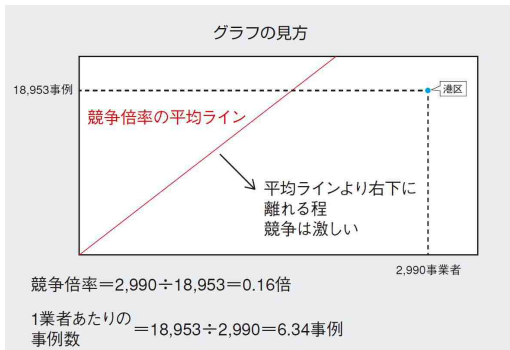 グラフの見方
18,953事例
港区
競争倍率の平均ライン
平均ラインより右下に
離れる程
競争は激しい
2,990事業者
競争倍率＝2,990÷18,953＝0.16倍
1業者あたりの
事例数
＝18,953÷2,990＝6.34事例